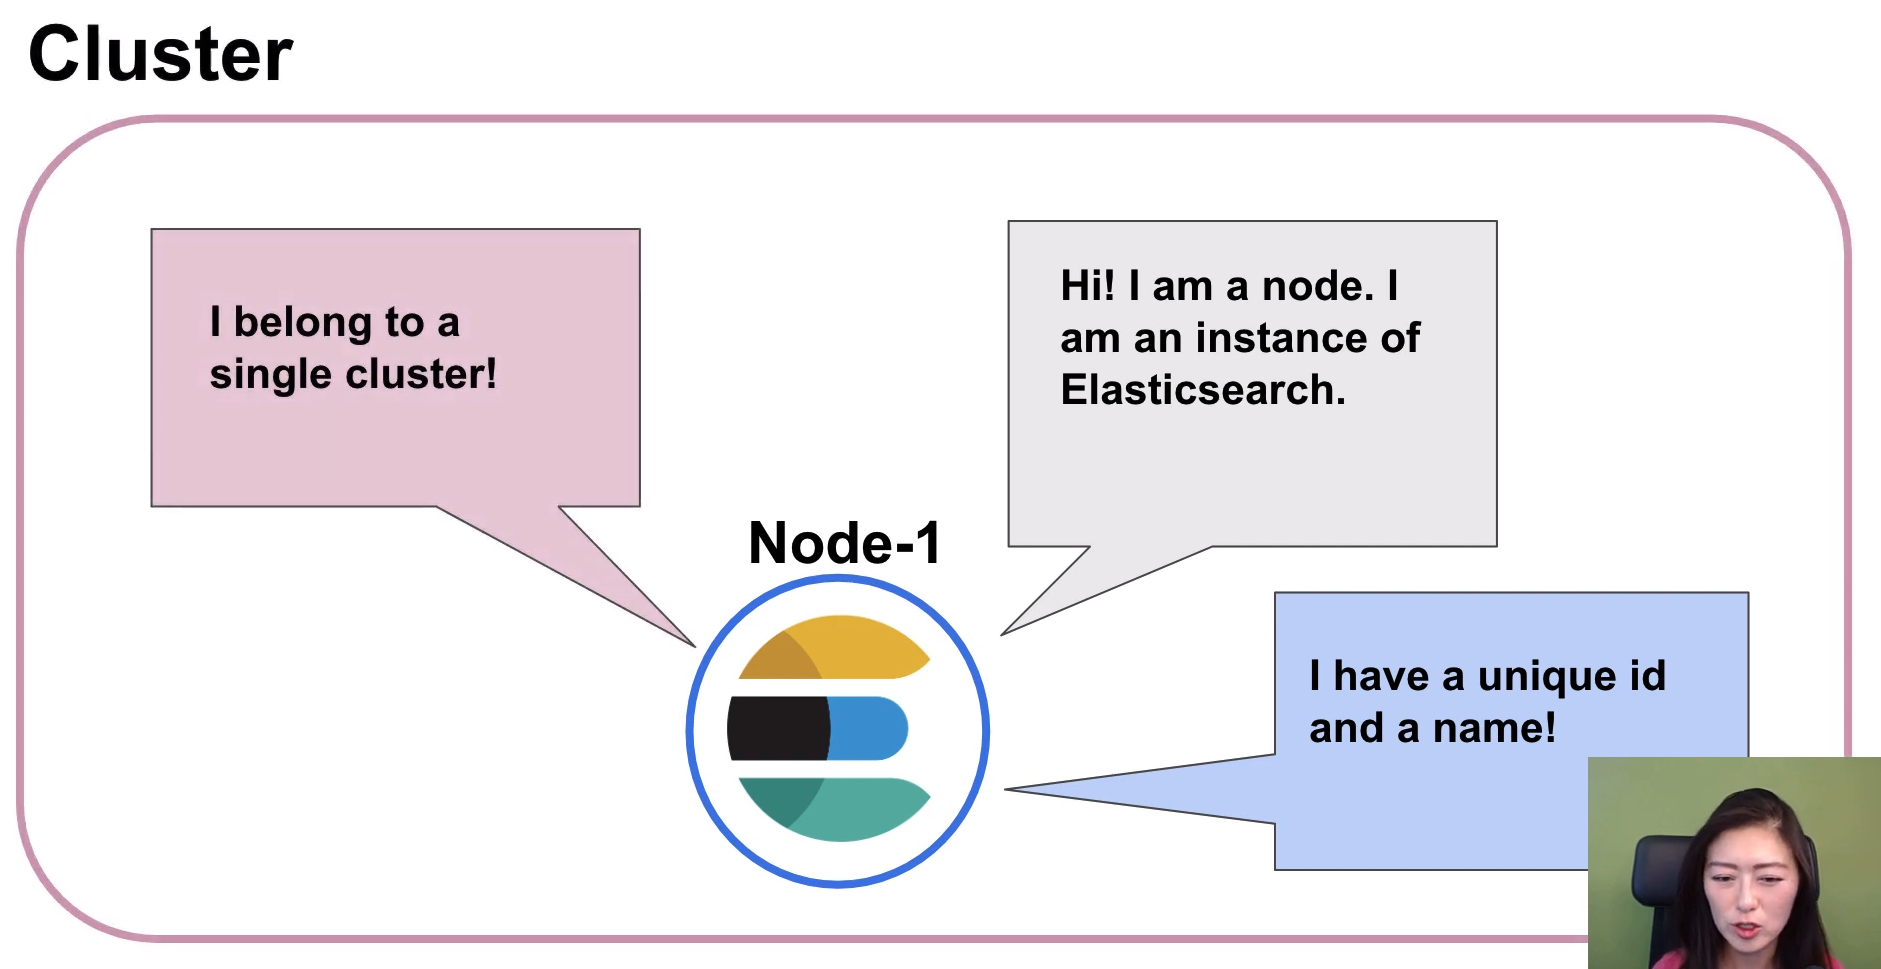 Cluster
I belong to a
single cluster!
Hi! I am a node. I
am an instance of
Elasticsearch.
Node-1
I have a unique id
and a name!